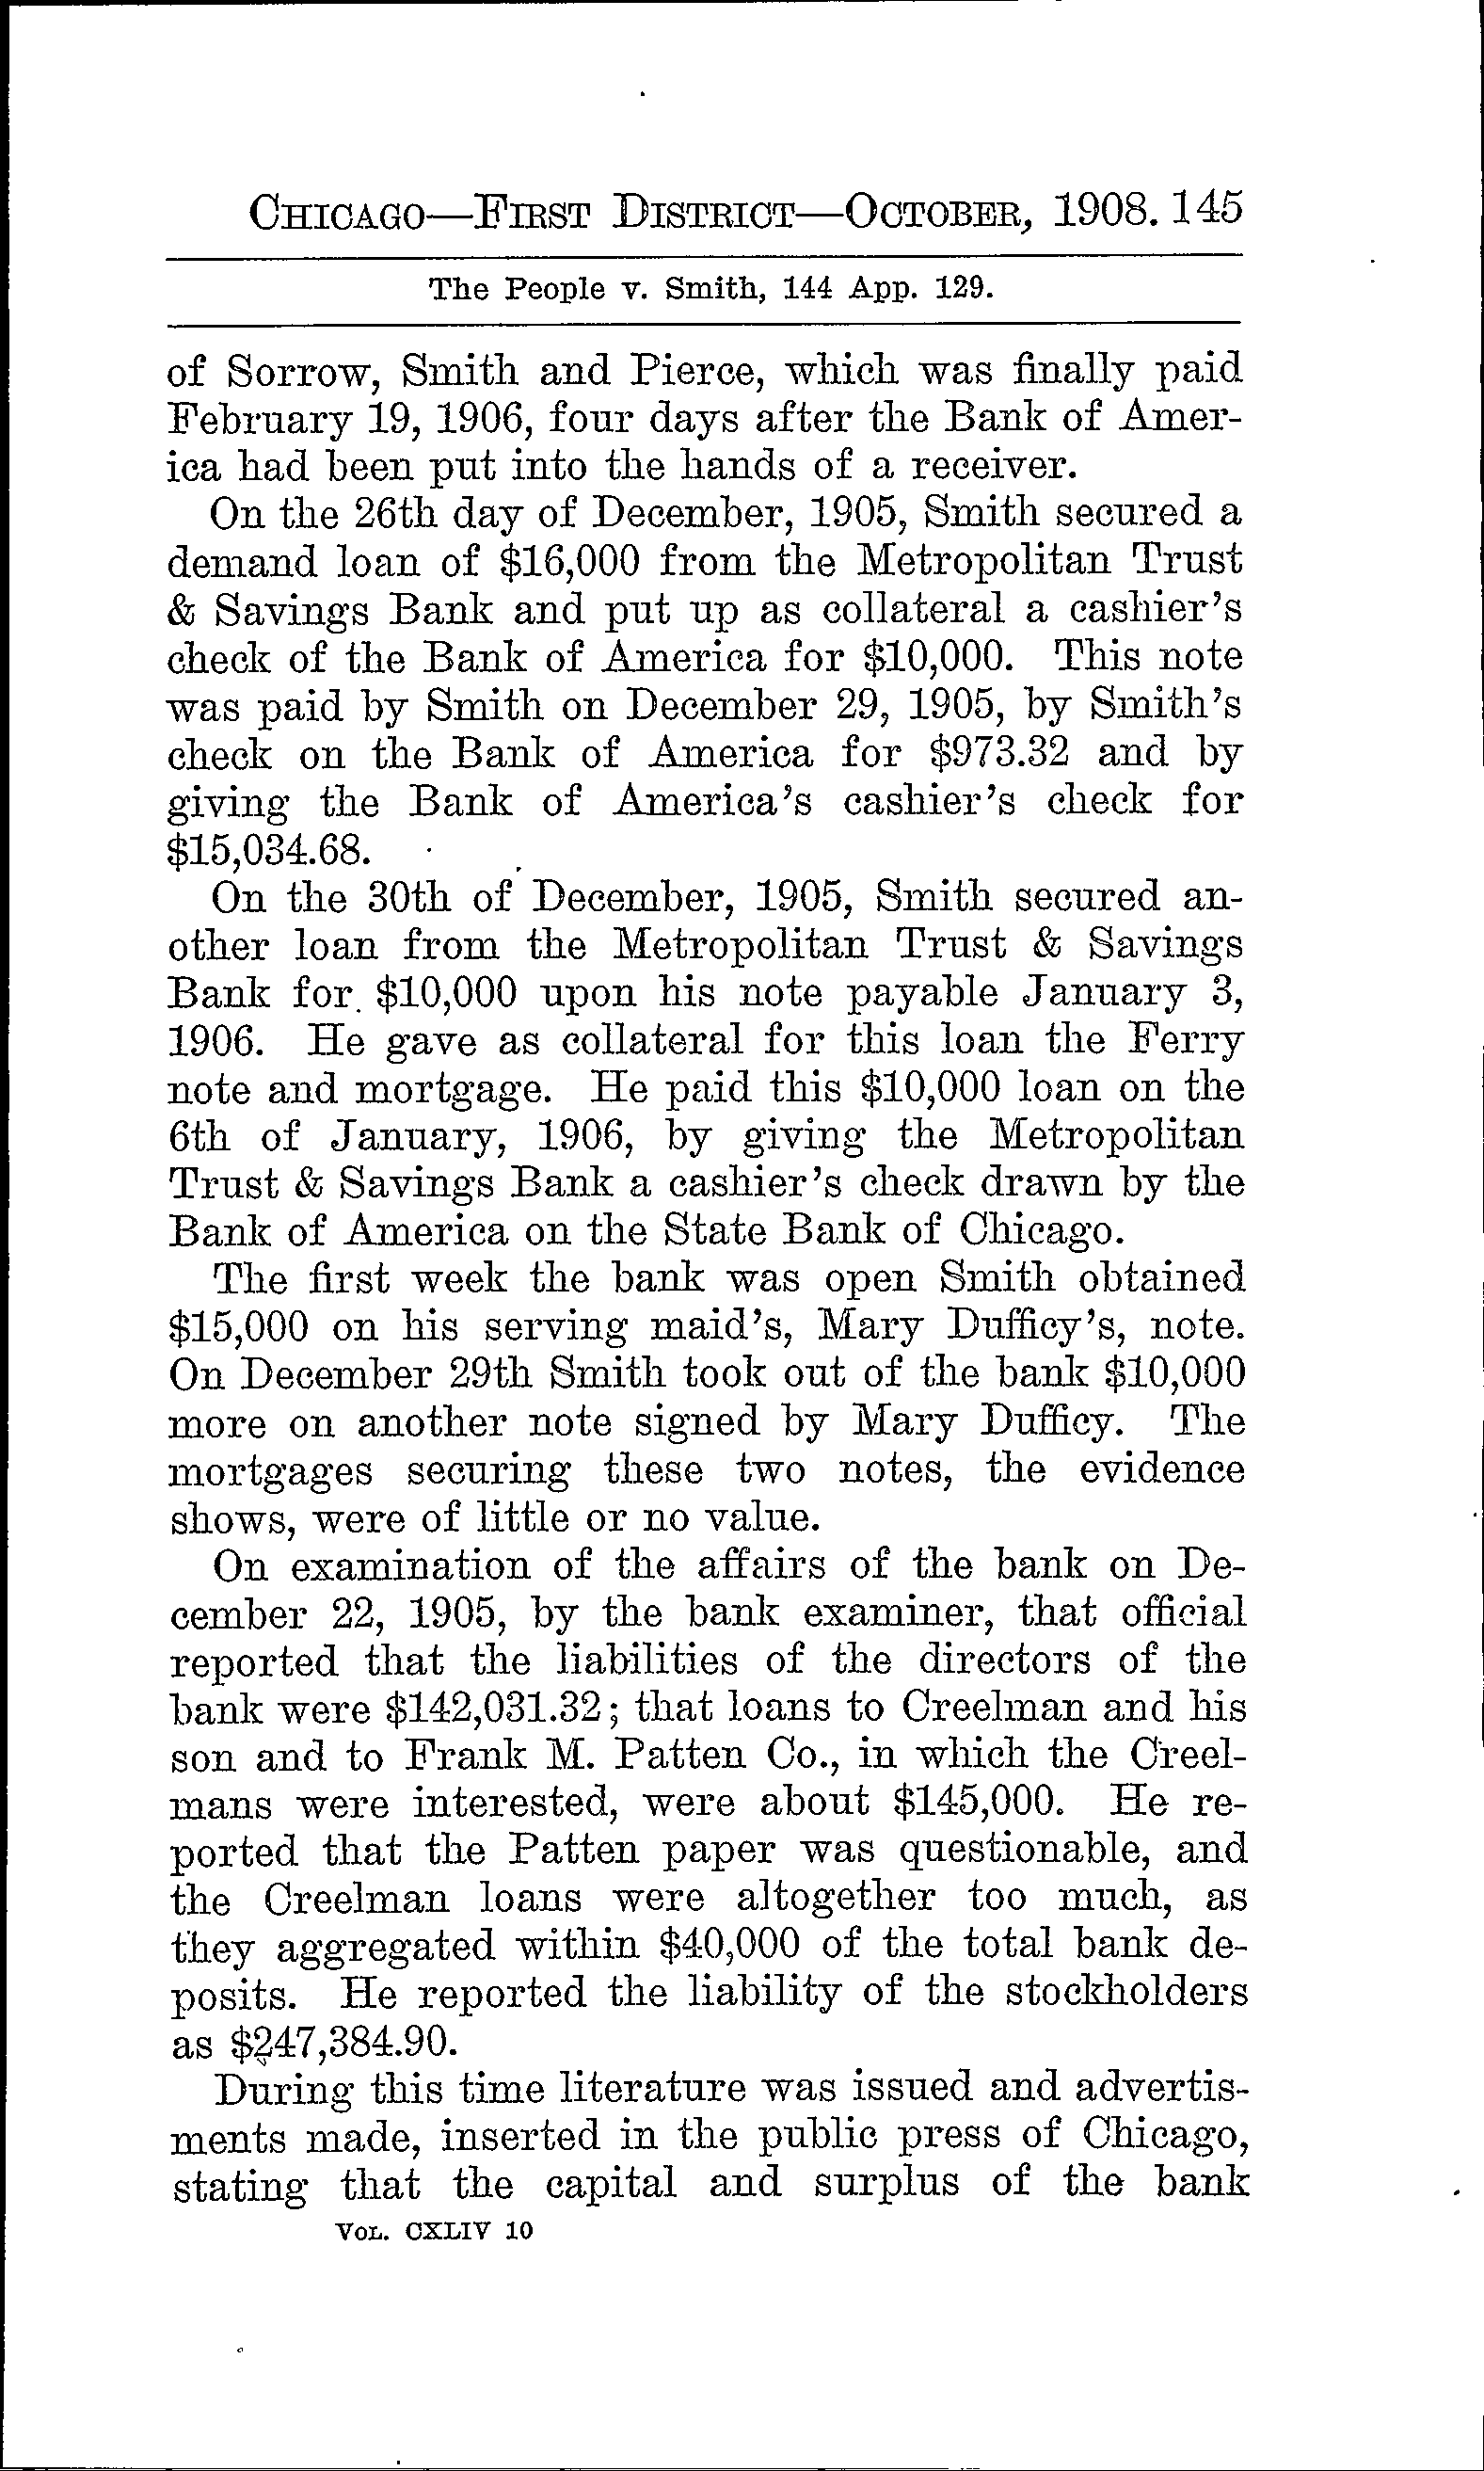 CHICAGO—FIRST DISTRICT—OCTOBER, 1908. 145
The People v. Smith, 144 App. 129.
of Sorrow, Smith and Pierce, which was finally paid
February 19, 1906, four days after the Bank of Amer-
ica had been put into the hands of a receiver.
On the 26th day of December, 1905, Smith secured a
demand loan of $16,000 from the Metropolitan Trust
& Savings Bank and put up as collateral a cashier's
check of the Bank of America for $10,000. This note
was paid by Smith on December 29, 1905, by Smith's
check on the Bank of America for $973.32 and by
giving the Bank of America's cashier's check for
$15,034.68.
On the 30th of December, 1905, Smith secured an-
other loan from the Metropolitan Trust & Savings
Bank for $10,000 upon his note payable January 3,
1906. He gave as collateral for this loan the Ferry
note and mortgage. He paid this $10,000 loan on the
6th of January, 1906, by giving the Metropolitan
Trust & Savings Bank a cashier's check drawn by the
Bank of America on the State Bank of Chicago.
The first week the bank was open Smith obtained
$15,000 on his serving maid's, Mary Dufficy's, note.
On December 29th Smith took out of the bank $10,000
more on another note signed by Mary Dufficy. The
mortgages securing these two notes, the evidence
shows, were of little or no value.
On examination of the affairs of the bank on De-
cember 22, 1905, by the bank examiner, that official
reported that the liabilities of the directors of the
bank were $142,031.32; that loans to Creelman and his
son and to Frank M. Patten Co., in which the Creel-
mans were interested, were about $145,000. He re-
ported that the Patten paper was questionable, and
the Creelman loans were altogether too much, as
they aggregated within $40,000 of the total bank de-
posits. He reported the liability of the stockholders
as $247,384.90.
During this time literature was issued and advertis-
ments made, inserted in the public press of Chicago,
stating that the capital and surplus of the bank
VOL. CXLIV 10